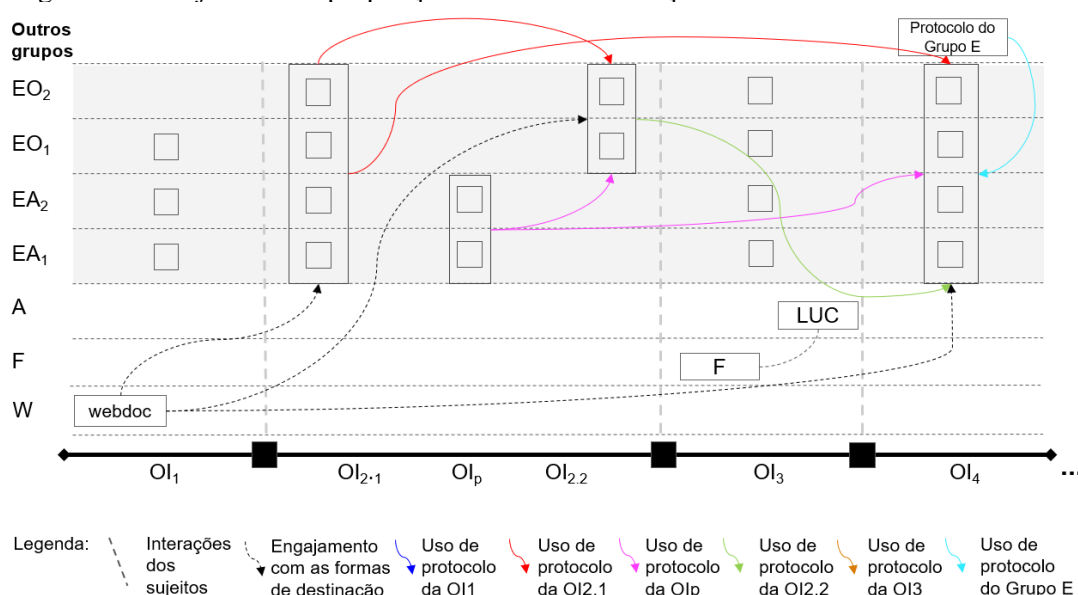 Outros
grupos
Protocolo do
Grupo E
EO2
EO1
EA2
EA1
A
LUC
F
F
W
webdoc
OI1
OI2.1
OIp
OI2.2
OI3
OI4
...
Legenda:
Interações
dos
sujeitos
Engajamento
com as formas
de destinação
Uso de
protocolo
da OI1
Uso de
protocolo
da OI2.1
Uso de
protocolo
da OIp
Uso de
protocolo
da OI2.2
Uso de
protocolo
da OI3
Uso de
protocolo
do Grupo E